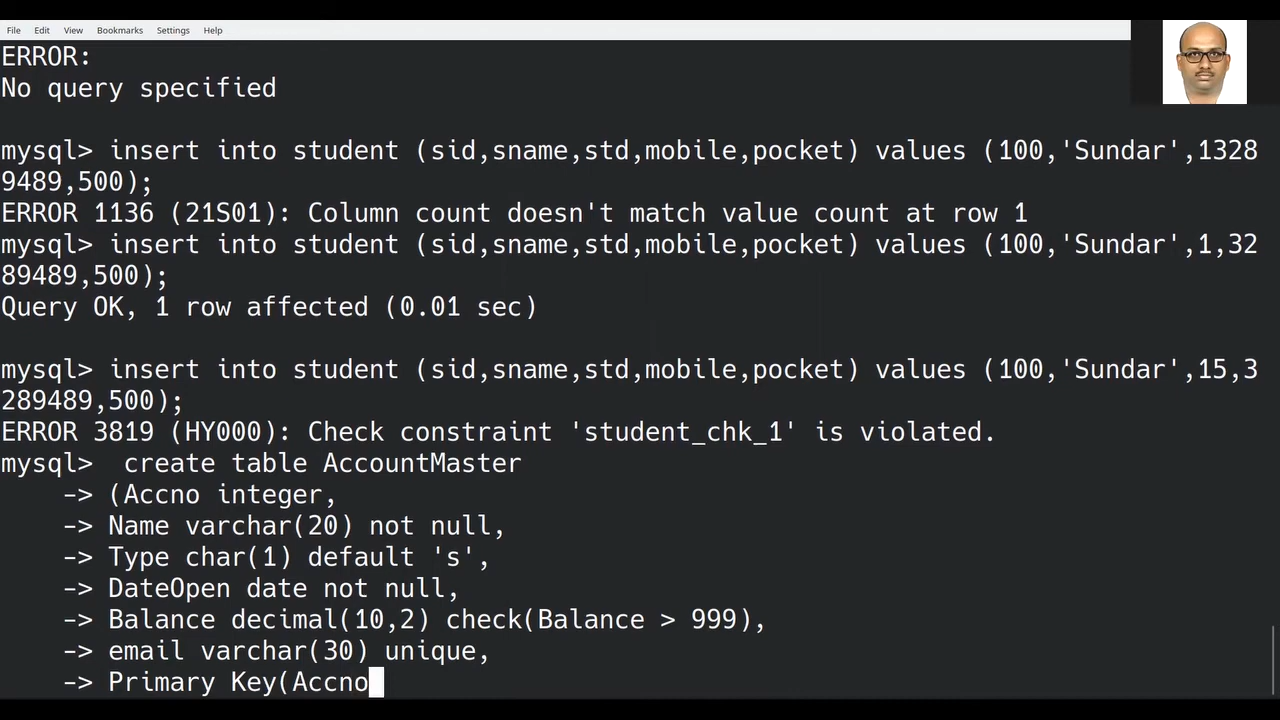 File Edit View Bookmarks Settings Help
ERROR:
No query specified
mysql> insert into student (sid,sname,std,mobile,pocket) values (100,'Sundar',1328
9489,500);
ERROR 1136 (21S01): Column count doesn't match value count at row 1
mysql> insert into student (sid,sname,std,mobile,pocket) values (100,'Sundar',1,32
89489,500);
Query OK, 1 row affected (0.01 sec)
mysql> insert into student (sid,sname,std,mobile,pocket) values (100,'Sundar',15,3
289489,500);
ERROR 3819 (HY000): Check constraint 'student_chk_1' is violated.
mysql>  create table AccountMaster
    -> (Accno integer,
    -> Name varchar(20) not null,
    -> Type char(1) default 's',
    -> DateOpen date not null,
    -> Balance decimal(10,2) check(Balance > 999),
    -> email varchar(30) unique,
    -> Primary Key(Accno